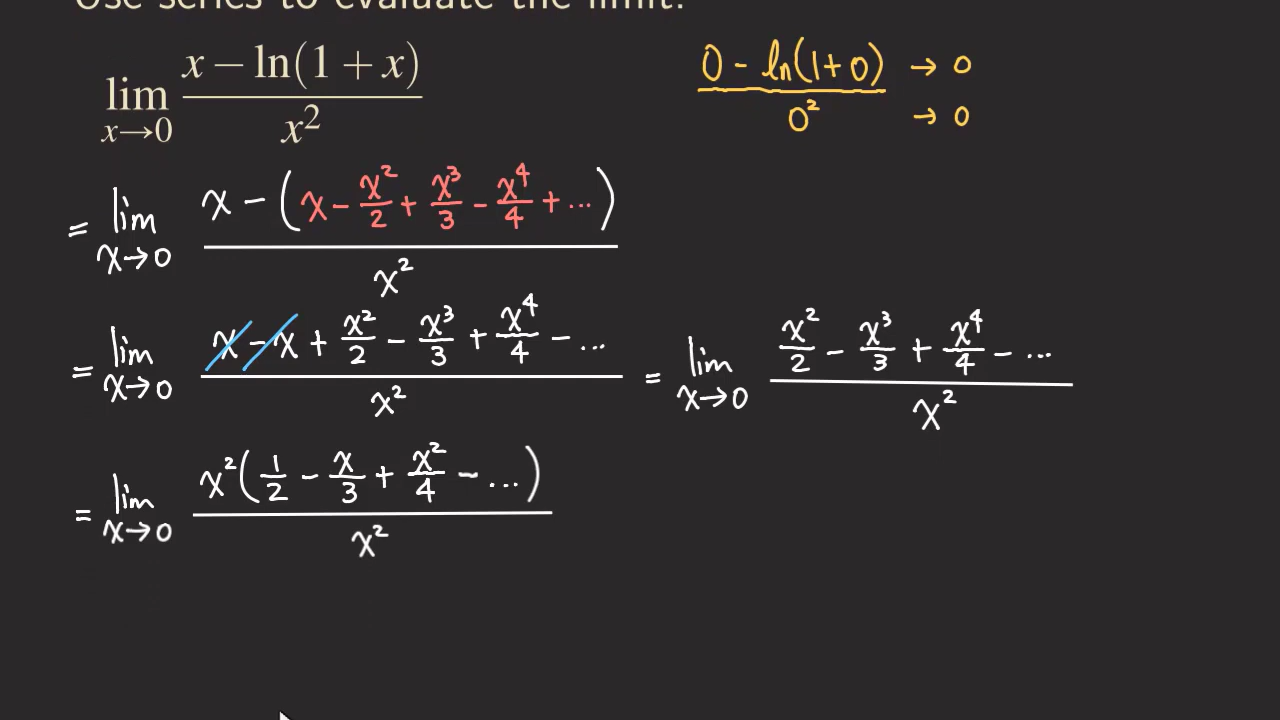 Use series to evaluate the limit.
lim x→0 (x − ln(1 + x)) / x²
(0 - ln(1+0)) / 0² → 0 → 0
= lim x→0 (x - (x - x²/2 + x³/3 - x⁴/4 + ...)) / x²
= lim x→0 (x - x + x²/2 - x³/3 + x⁴/4 - ...) / x²
= lim x→0 (x²/2 - x³/3 + x⁴/4 - ...) / x²
= lim x→0 x²(1/2 - x/3 + x²/4 - ...) / x²